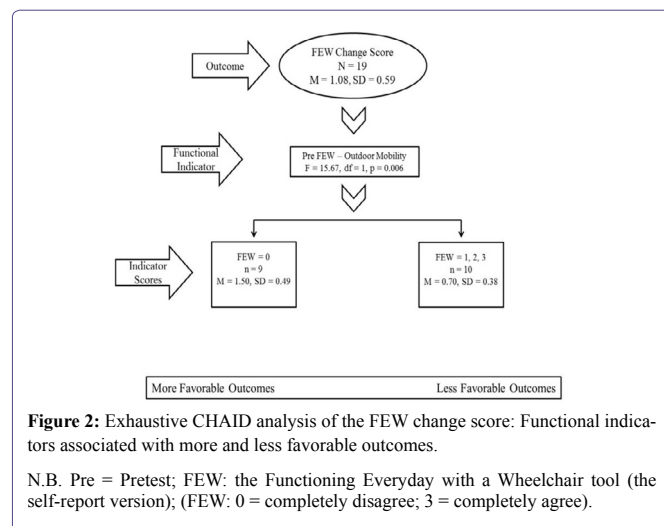 FEW Change Score
N = 19
M = 1.08, SD = 0.59
Outcome
Functional
Indicator
Pre FEW – Outdoor Mobility
F = 15.67, df = 1, p = 0.006
Indicator
Scores
FEW = 0
n = 9
M = 1.50, SD = 0.49
FEW = 1, 2, 3
n = 10
M = 0.70, SD = 0.38
More Favorable Outcomes
Less Favorable Outcomes
Figure 2: Exhaustive CHAID analysis of the FEW change score: Functional indica-
tors associated with more and less favorable outcomes.
N.B. Pre = Pretest; FEW: the Functioning Everyday with a Wheelchair tool (the
self-report version); (FEW: 0 = completely disagree; 3 = completely agree).